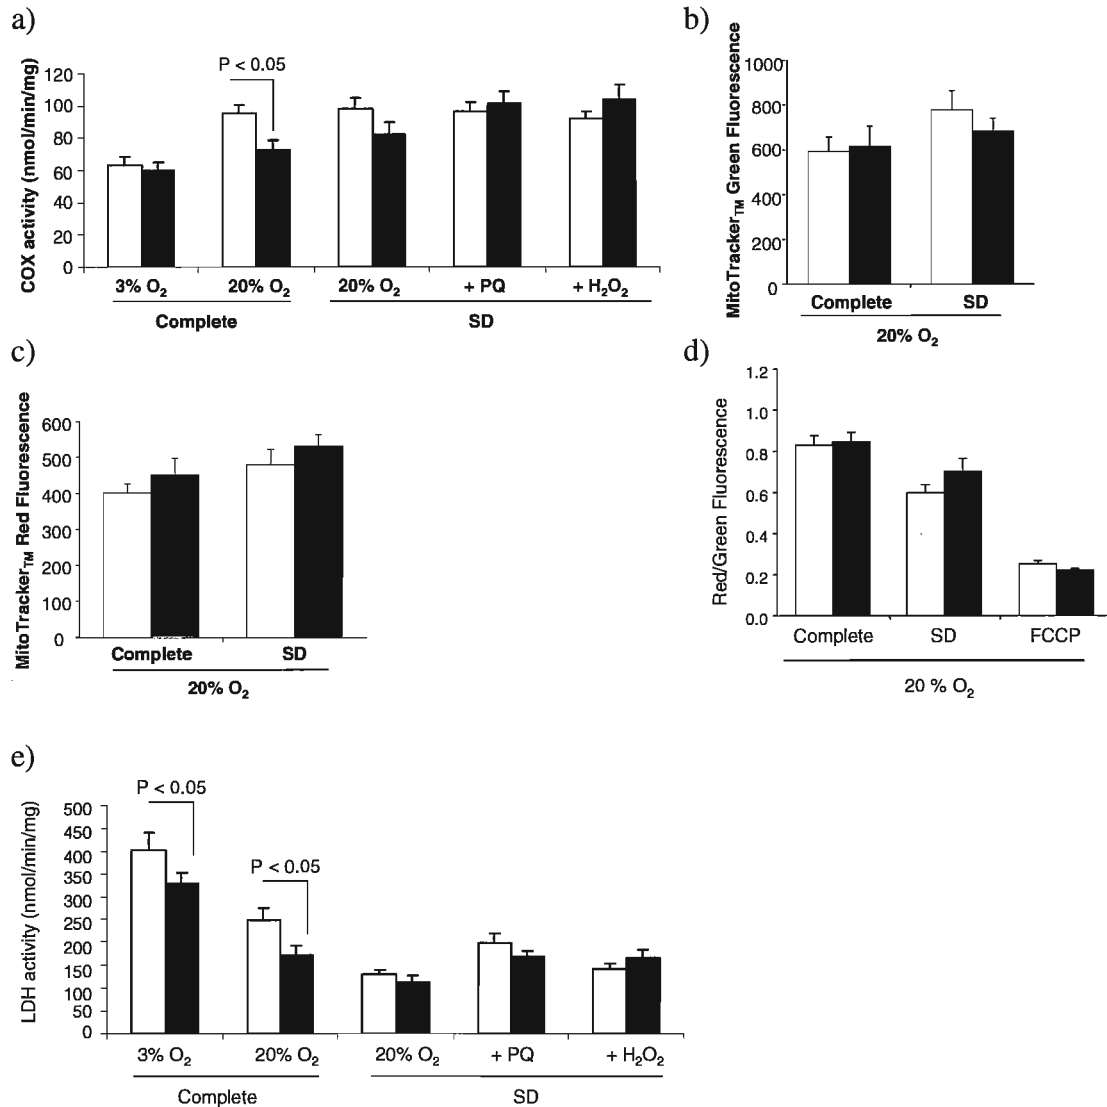 a)
P < 0.05
COX activity (nmol/min/mg)
120
100
80
60
40
20
0
3% O2
20% O2
20% O2
+ PQ
+ H2O2
Complete
SD
b)
MitoTrackerTM Green Fluorescence
1000
800
600
400
200
0
Complete
SD
20% O2
c)
MitoTrackerTM Red Fluorescence
600
500
400
300
200
100
0
Complete
SD
20% O2
d)
Red/Green Fluorescence
1.2
1.0
0.8
0.6
0.4
0.2
0.0
Complete
SD
FCCP
20 % O2
e)
P < 0.05
P < 0.05
LDH activity (nmol/min/mg)
500
450
400
350
300
250
200
150
100
50
0
3% O2
20% O2
20% O2
+ PQ
+ H2O2
Complete
SD